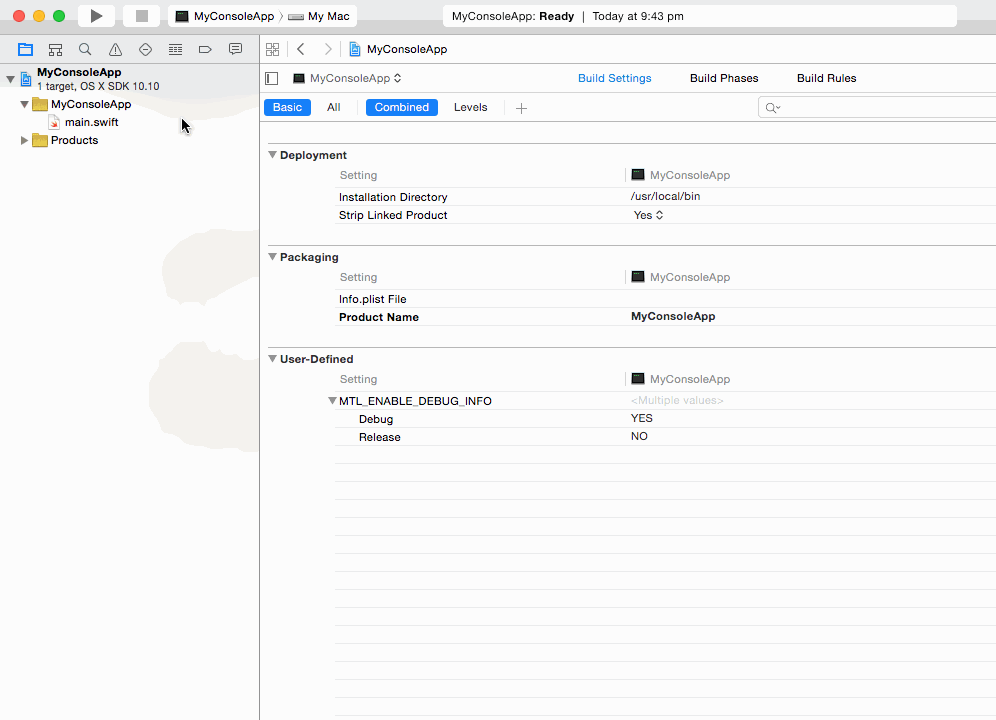 MyConsoleApp 〉 My Mac
MyConsoleApp: Ready | Today at 9:43 pm
MyConsoleApp
MyConsoleApp
1 target, OS X SDK 10.10
MyConsoleApp
main.swift
Products
MyConsoleApp Build Settings Build Phases Build Rules
Basic All Combined Levels
Deployment
Setting MyConsoleApp
Installation Directory /usr/local/bin
Strip Linked Product Yes
Packaging
Setting MyConsoleApp
Info.plist File
Product Name MyConsoleApp
User-Defined
Setting MyConsoleApp
MTL_ENABLE_DEBUG_INFO <Multiple values>
Debug YES
Release NO